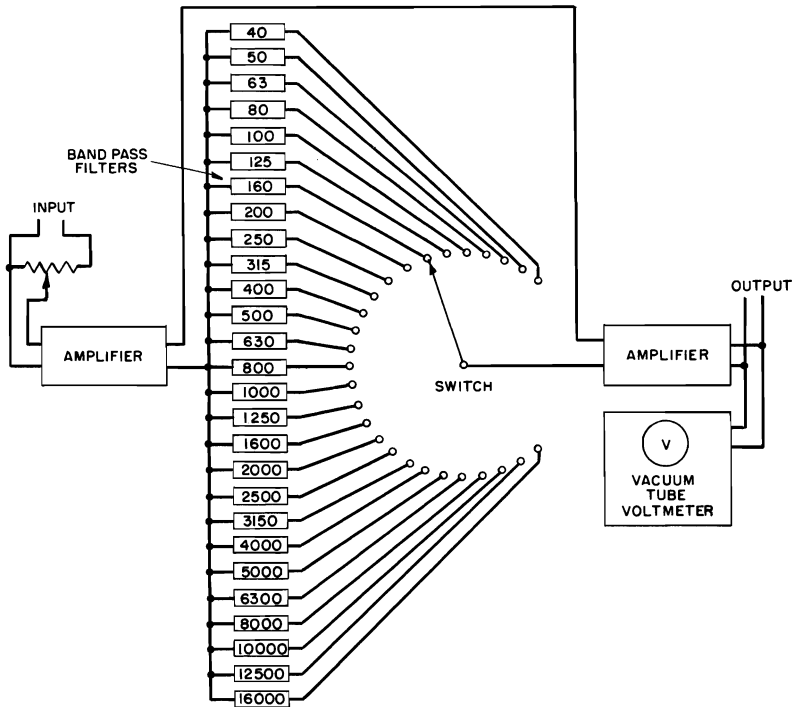 40
50
63
80
100
125
BAND PASS
FILTERS
160
200
INPUT
250
315
400
500
630
800
1000
1250
1600
2000
2500
3150
4000
5000
6300
8000
10000
12500
16000
AMPLIFIER
SWITCH
OUTPUT
AMPLIFIER
V
VACUUM
TUBE
VOLTMETER